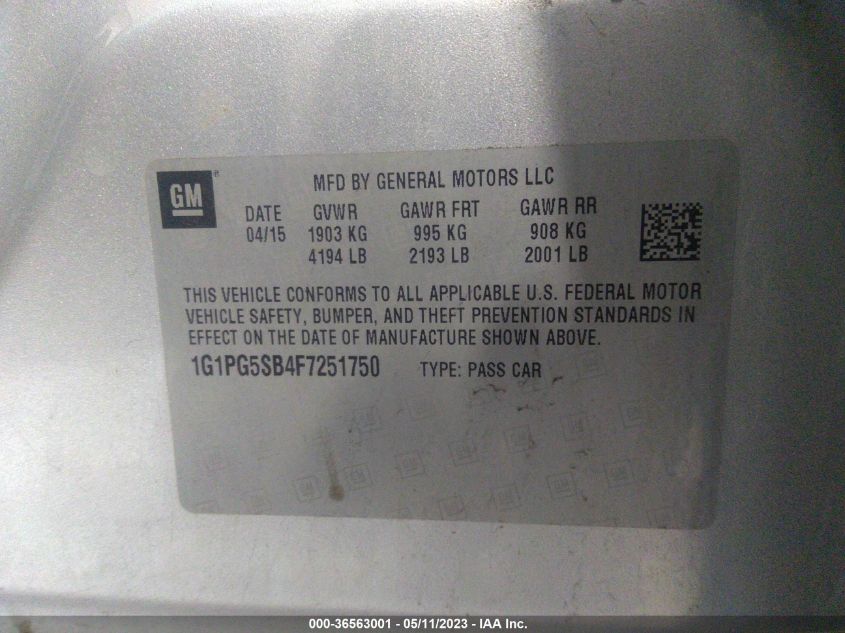 GM ®
MFD BY GENERAL MOTORS LLC
DATE GVWR GAWR FRT GAWR RR
04/15 1903 KG 995 KG 908 KG
4194 LB 2193 LB 2001 LB
THIS VEHICLE CONFORMS TO ALL APPLICABLE U.S. FEDERAL MOTOR
VEHICLE SAFETY, BUMPER, AND THEFT PREVENTION STANDARDS IN
EFFECT ON THE DATE OF MANUFACTURE SHOWN ABOVE.
1G1PG5SB4F7251750 TYPE: PASS CAR
000-36563001 - 05/11/2023 - IAA Inc.